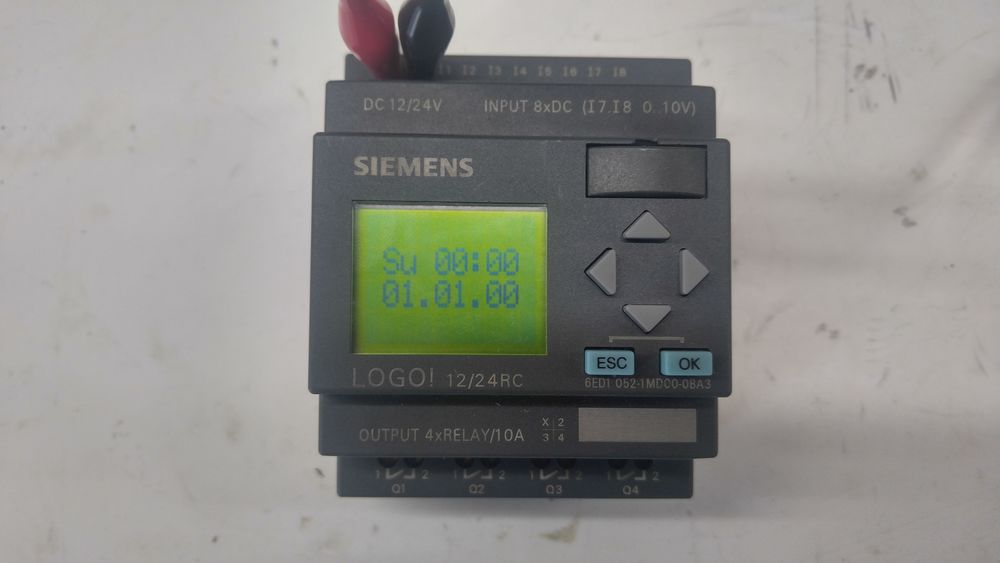 I1 I2 I3 I4 I5 I6 I7 I8
DC 12/24V INPUT 8xDC (I7.I8 0..10V)
SIEMENS
Su 00:00
01.01.00
ESC OK
LOGO! 12/24RC
6ED1 052-1MD00-0BA3
OUTPUT 4xRELAY/10A
X 2
3 4
1 2 1 2 1 2 1 2
Q1 Q2 Q3 Q4